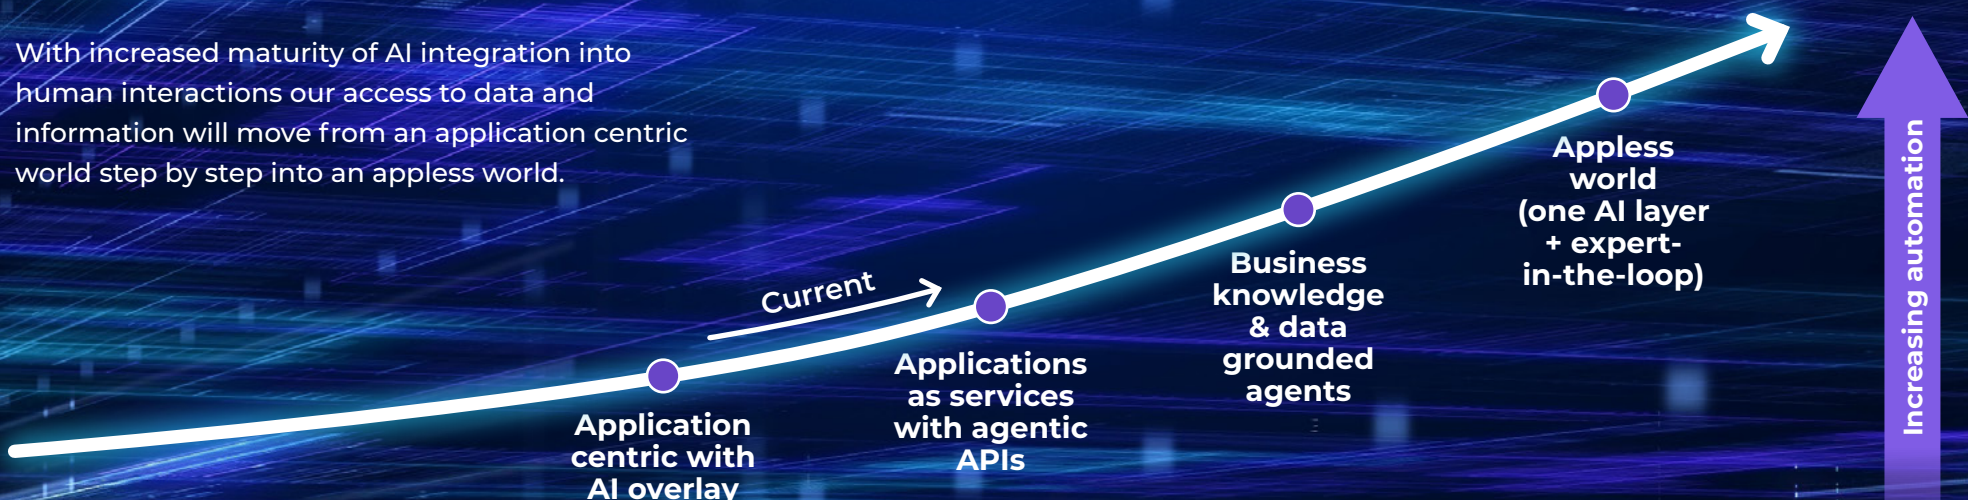 With increased maturity of AI integration into
human interactions our access to data and
information will move from an application centric
world step by step into an appless world.
Current
Application
centric with
AI overlay
Applications
as services
with agentic
APIs
Business
knowledge
& data
grounded
agents
Appless
world
(one AI layer
+ expert-
in-the-loop)
Increasing automation